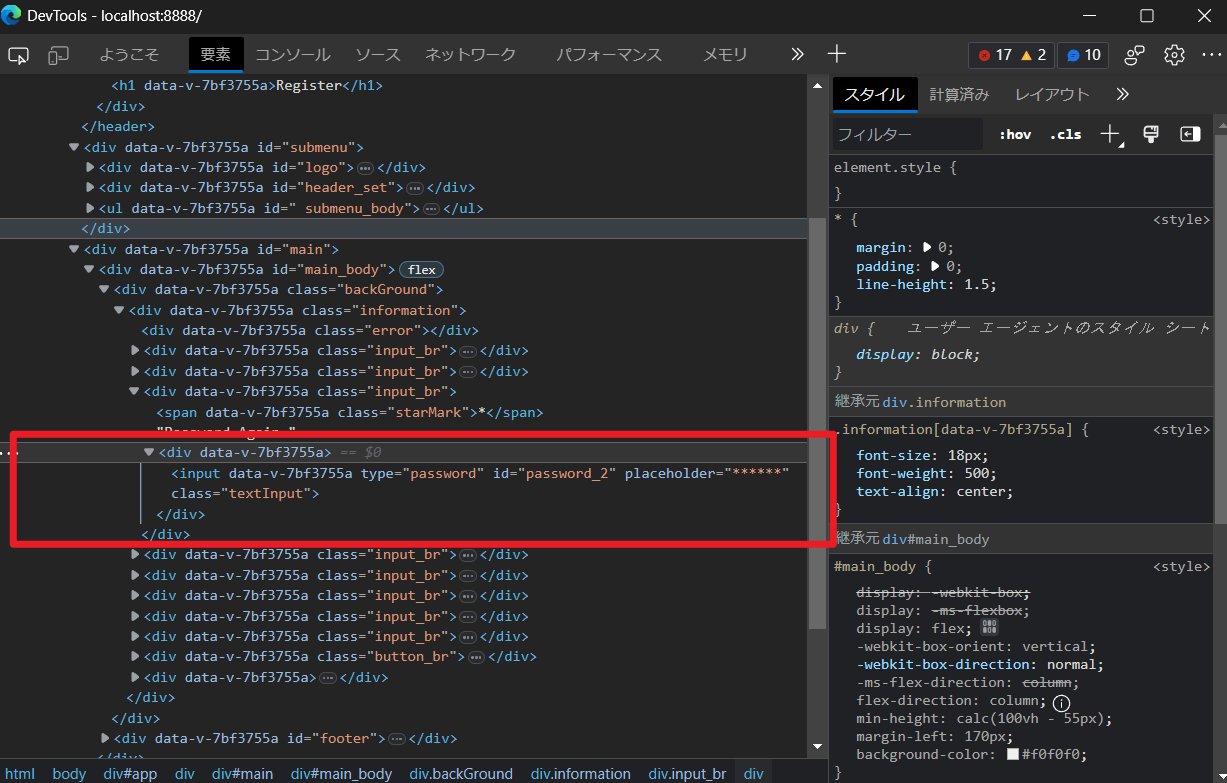 DevTools - localhost:8888/
ようこそ 要素 コンソール ソース ネットワーク パフォーマンス メモリ 17 2 10
<h1 data-v-7bf3755a>Register</h1>
</div>
</header>
<div data-v-7bf3755a id="submenu">
<div data-v-7bf3755a id="logo"> … </div>
<div data-v-7bf3755a id="header_set"> … </div>
<ul data-v-7bf3755a id=" submenu_body"> … </ul>
</div>
<div data-v-7bf3755a id="main">
<div data-v-7bf3755a id="main_body"> flex
<div data-v-7bf3755a class="backGround">
<div data-v-7bf3755a class="information">
<div data-v-7bf3755a class="error"></div>
<div data-v-7bf3755a class="input_br"> … </div>
<div data-v-7bf3755a class="input_br"> … </div>
<div data-v-7bf3755a class="input_br">
<span data-v-7bf3755a class="starMark">*</span>
"Password Again "
<div data-v-7bf3755a> == $0
<input data-v-7bf3755a type="password" id="password_2" placeholder="******"
class="textInput">
</div>
</div>
<div data-v-7bf3755a class="input_br"> … </div>
<div data-v-7bf3755a class="input_br"> … </div>
<div data-v-7bf3755a class="input_br"> … </div>
<div data-v-7bf3755a class="input_br"> … </div>
<div data-v-7bf3755a class="input_br"> … </div>
<div data-v-7bf3755a class="button_br"> … </div>
<div data-v-7bf3755a> … </div>
</div>
</div>
<div data-v-7bf3755a id="footer"> … </div>
</div>
html body div#app div div#main div#main_body div.backGround div.information div.input_br div
スタイル 計算済み レイアウト
フィルター :hov .cls
element.style {
}
* { <style>
margin: 0;
padding: 0;
line-height: 1.5;
}
div { ユーザー エージェントのスタイル シート
display: block;
}
継承元 div.information
.information[data-v-7bf3755a] { <style>
font-size: 18px;
font-weight: 500;
text-align: center;
}
継承元 div#main_body
#main_body { <style>
display: -webkit-box;
display: -ms-flexbox;
display: flex;
-webkit-box-orient: vertical;
-webkit-box-direction: normal;
-ms-flex-direction: column;
flex-direction: column;
min-height: calc(100vh - 55px);
margin-left: 170px;
background-color: #f0f0f0;
}